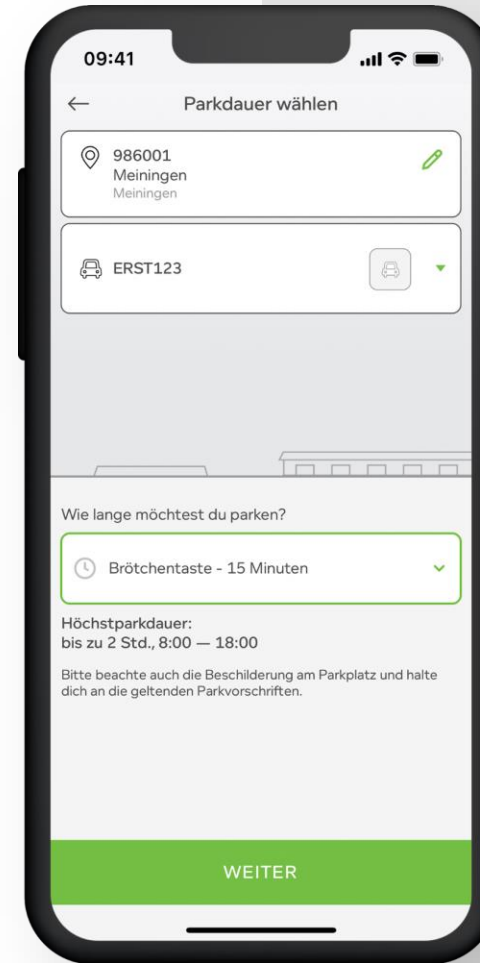 09:41
Parkdauer wählen
986001
Meiningen
Meiningen
ERST123
Wie lange möchtest du parken?
Brötchentaste - 15 Minuten
Höchstparkdauer:
bis zu 2 Std., 8:00 — 18:00
Bitte beachte auch die Beschilderung am Parkplatz und halte
dich an die geltenden Parkvorschriften.
WEITER